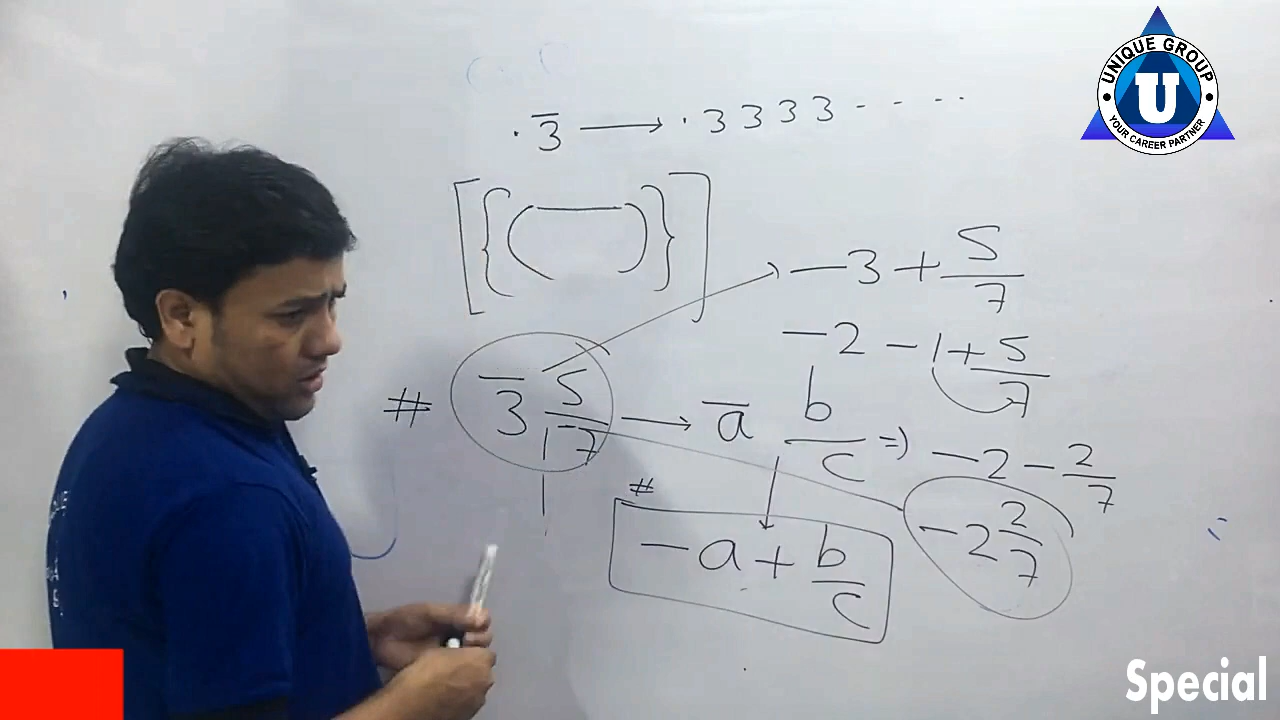 UNIQUE GROUP
U
YOUR CAREER PARTNER
.3̅ → .3333 - - - - -
[{(‾)}]
-3 + 5/7
-2 -1 + 5/7
# 3̅ 5/7 → a̅ b/c ⇒ -2 - 2/7
#
-a + b/c
-2 2/7
Special